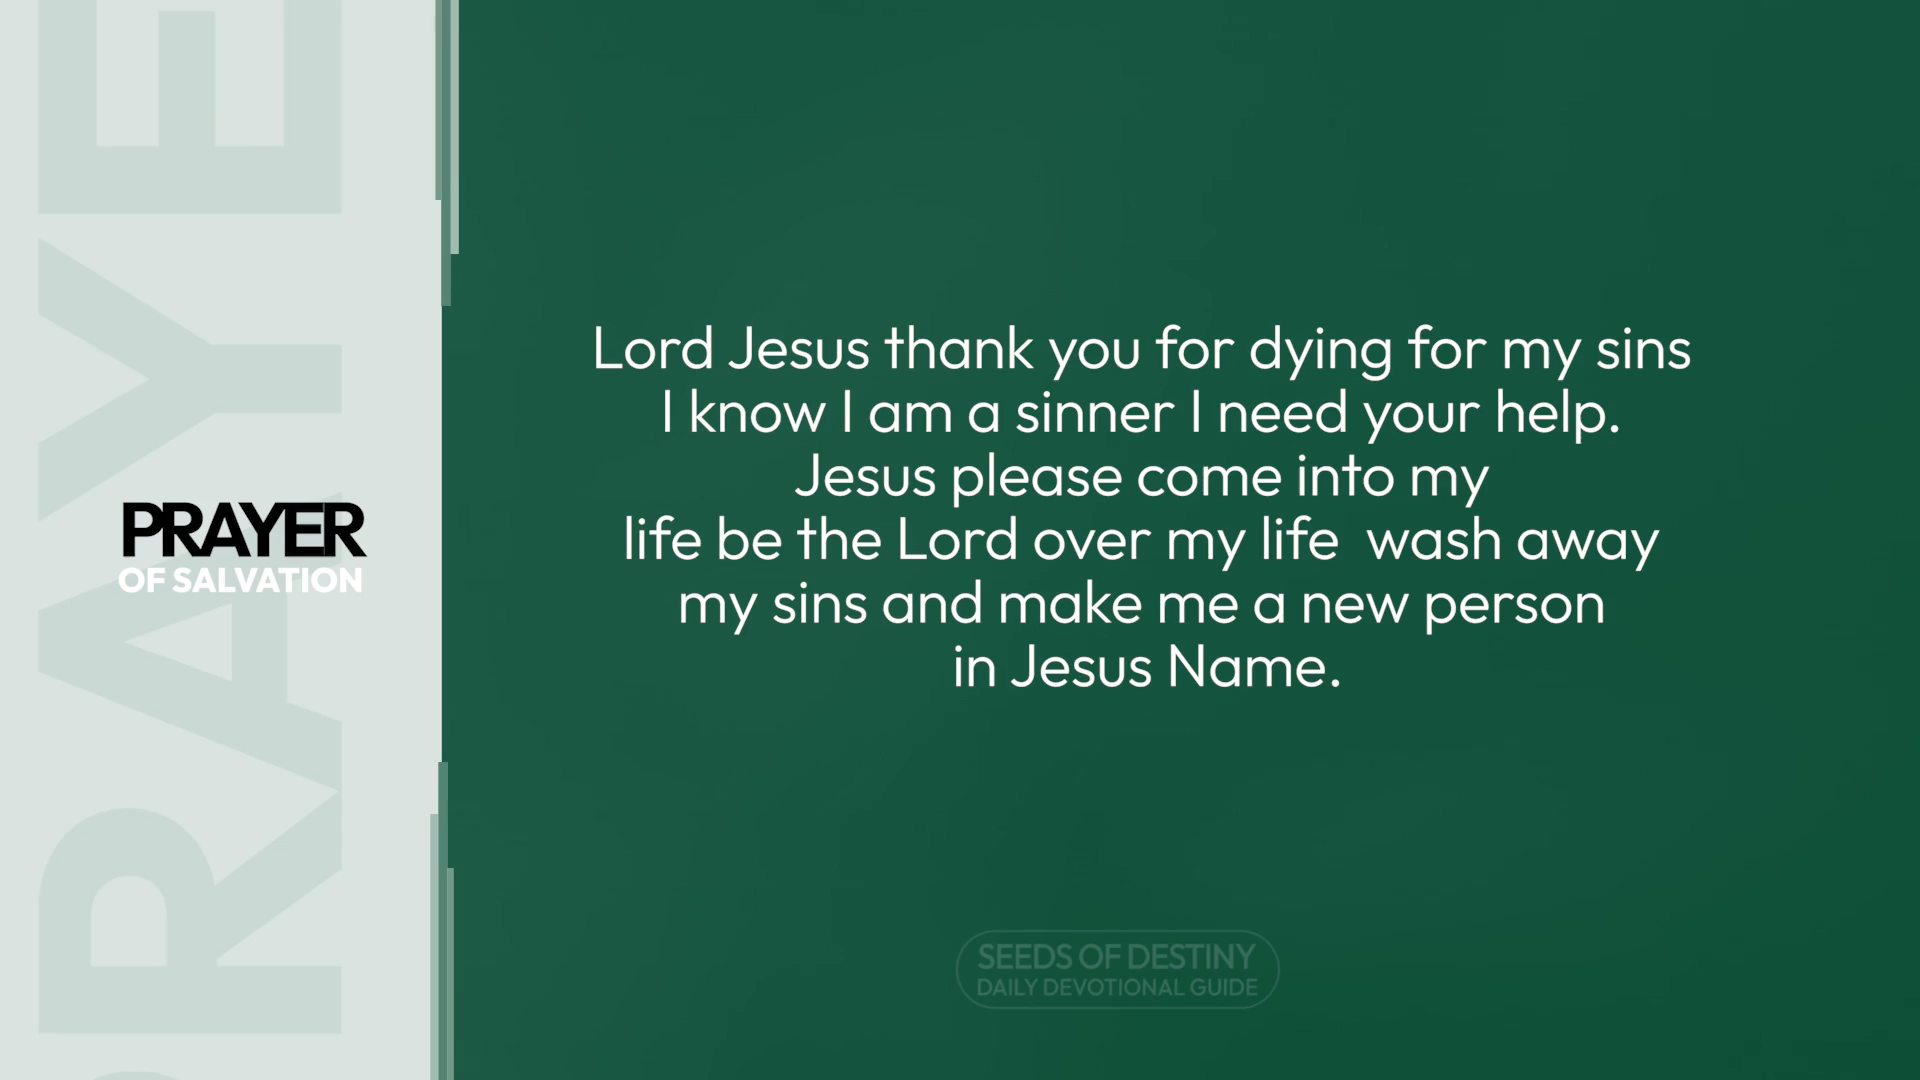 PRAYER
PRAYER
OF SALVATION
Lord Jesus thank you for dying for my sins
I know I am a sinner I need your help.
Jesus please come into my
life be the Lord over my life  wash away
my sins and make me a new person
in Jesus Name.
SEEDS OF DESTINY
DAILY DEVOTIONAL GUIDE